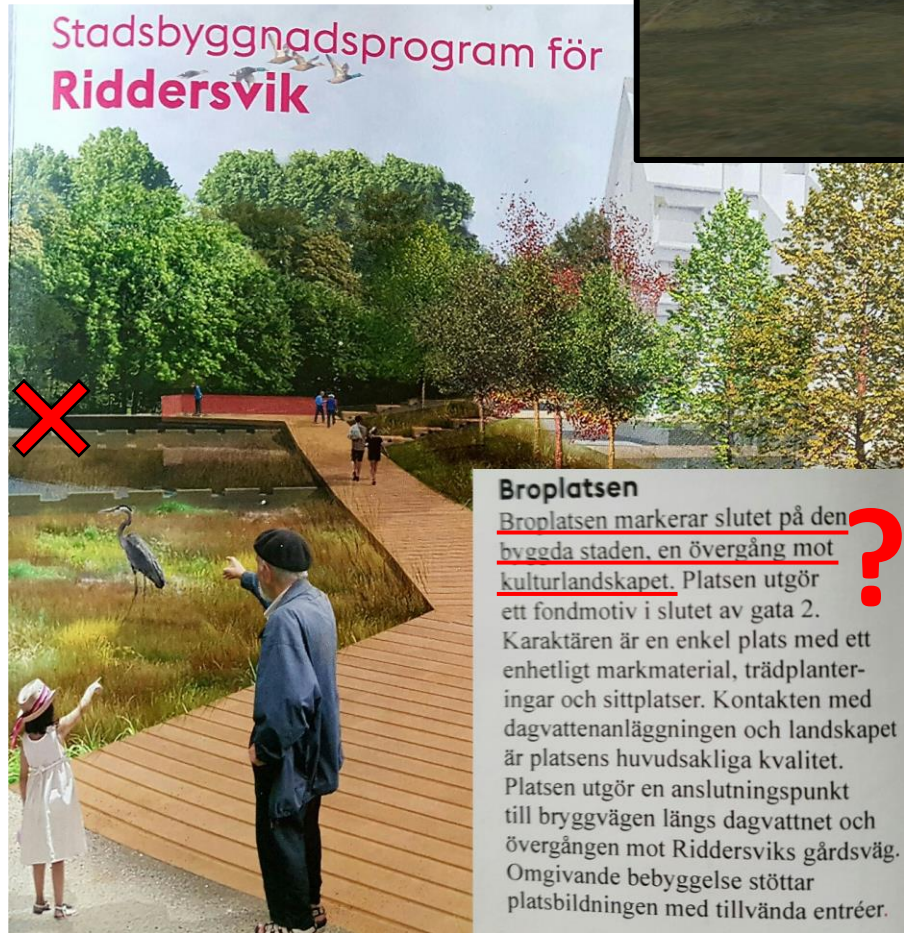 Stadsbyggnadsprogram för
Riddersvik
Broplatsen
Broplatsen markerar slutet på den
byggda staden, en övergång mot
kulturlandskapet. Platsen utgör
ett fondmotiv i slutet av gata 2.
Karaktären är en enkel plats med ett
enhetligt markmaterial, trädplanter-
ingar och sittplatser. Kontakten med
dagvattenanläggningen och landskapet
är platsens huvudsakliga kvalitet.
Platsen utgör en anslutningspunkt
till bryggvägen längs dagvattnet och
övergången mot Riddersviks gårdsväg.
Omgivande bebyggelse stöttar
platsbildningen med tillvända entréer.
?